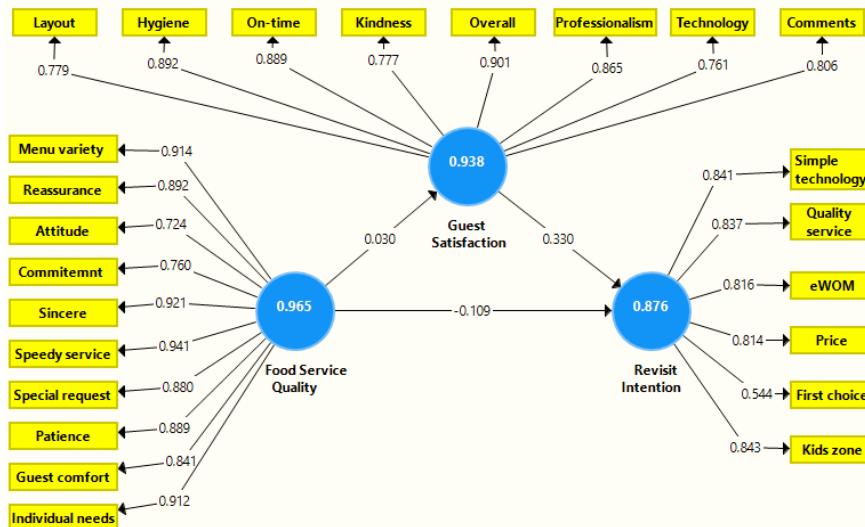 Layout Hygiene On-time Kindness Overall Professionalism Technology Comments
0.779 0.892 0.889 0.777 0.901 0.865 0.761 0.806
Menu variety
Reassurance
Attitude
Commitemnt
Sincere
Speedy service
Special request
Patience
Guest comfort
Individual needs
0.914
0.892
0.724
0.760
0.921
0.941
0.880
0.889
0.841
0.912
0.938
Guest
Satisfaction
0.030
0.330
0.965
Food Service
Quality
-0.109
0.876
Revisit
Intention
0.841
0.837
0.816
0.814
0.544
0.843
Simple
technology
Quality
service
eWOM
Price
First choice
Kids zone